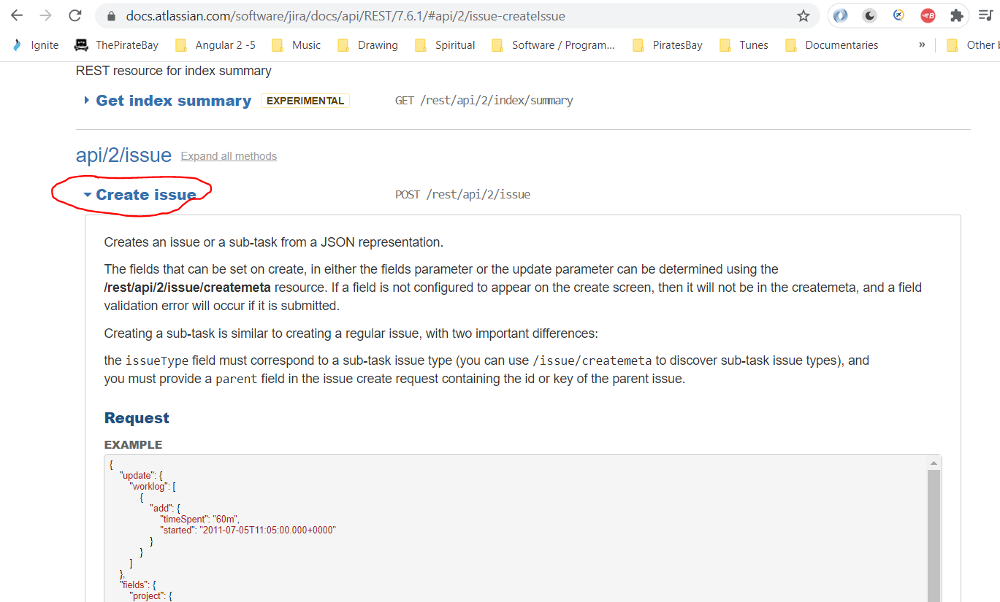 docs.atlassian.com/software/jira/docs/api/REST/7.6.1/#api/2/issue-createIssue
Ignite ThePirateBay Angular 2 -5 Music Drawing Spiritual Software / Program... PiratesBay Tunes Documentaries » Other b
REST resource for index summary
Get index summary EXPERIMENTAL GET /rest/api/2/index/summary
api/2/issue Expand all methods
Create issue POST /rest/api/2/issue
Creates an issue or a sub-task from a JSON representation.
The fields that can be set on create, in either the fields parameter or the update parameter can be determined using the
/rest/api/2/issue/createmeta resource. If a field is not configured to appear on the create screen, then it will not be in the createmeta, and a field
validation error will occur if it is submitted.
Creating a sub-task is similar to creating a regular issue, with two important differences:
the issueType field must correspond to a sub-task issue type (you can use /issue/createmeta to discover sub-task issue types), and
you must provide a parent field in the issue create request containing the id or key of the parent issue.
Request
EXAMPLE
{
"update": {
"worklog": [
{
"add": {
"timeSpent": "60m",
"started": "2011-07-05T11:05:00.000+0000"
}
}
]
},
"fields": {
"project": {